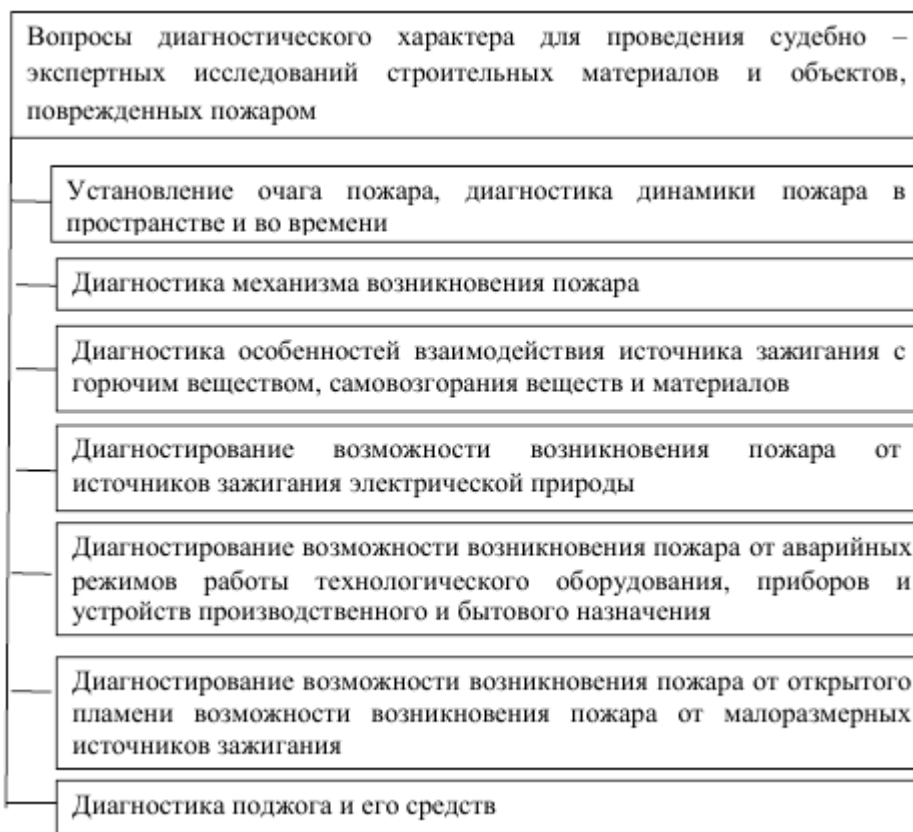 Вопросы диагностического характера для проведения судебно –
экспертных исследований строительных материалов и объектов,
поврежденных пожаром
Установление очага пожара, диагностика динамики пожара в
пространстве и во времени
Диагностика механизма возникновения пожара
Диагностика особенностей взаимодействия источника зажигания с
горючим веществом, самовозгорания веществ и материалов
Диагностирование возможности возникновения пожара от
источников зажигания электрической природы
Диагностирование возможности возникновения пожара от аварийных
режимов работы технологического оборудования, приборов и
устройств производственного и бытового назначения
Диагностирование возможности возникновения пожара от открытого
пламени возможности возникновения пожара от малоразмерных
источников зажигания
Диагностика поджога и его средств